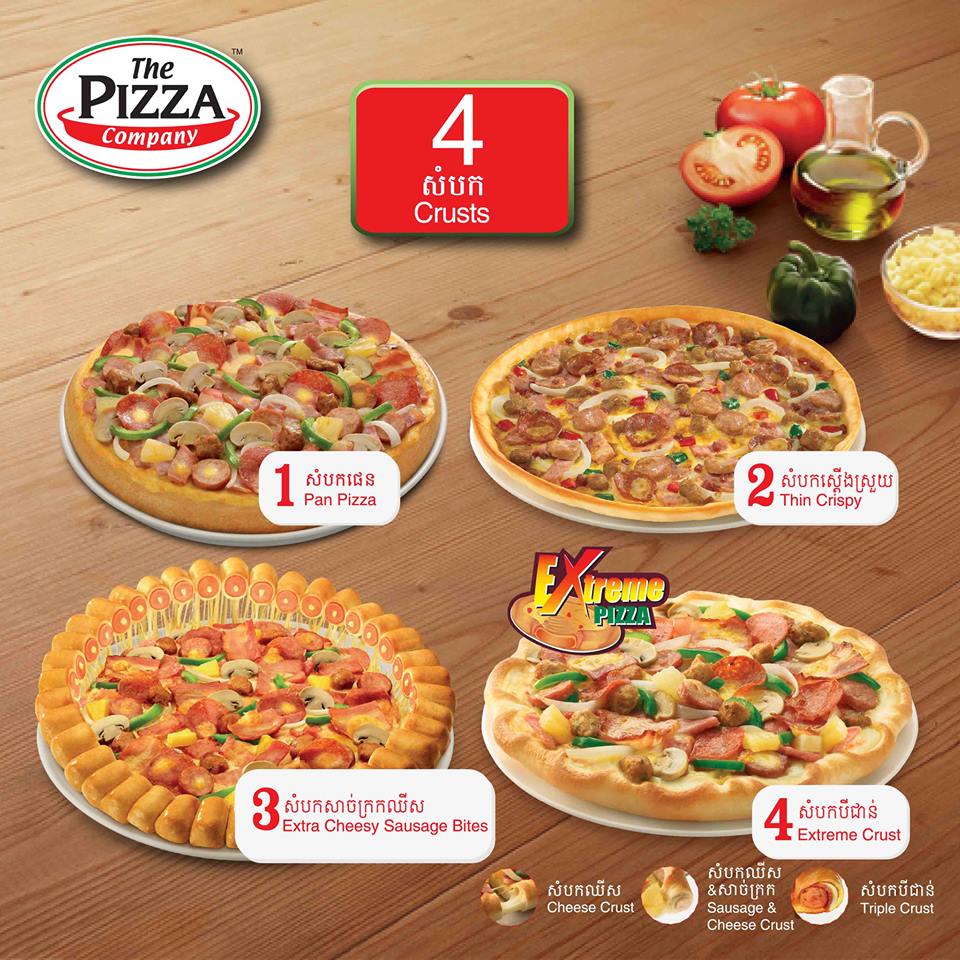 The
PIZZA
Company
TM
4
សំបក
Crusts
1 សំបកផេន
Pan Pizza
2 សំបកស្តើងស្រួយ
Thin Crispy
3 សំបកសាច់ក្រកឈីស
Extra Cheesy Sausage Bites
EXtreme
PIZZA
4 សំបកបីជាន់
Extreme Crust
សំបកឈីស
Cheese Crust
សំបកឈីស
&សាច់ក្រក
Sausage &
Cheese Crust
សំបកបីជាន់
Triple Crust